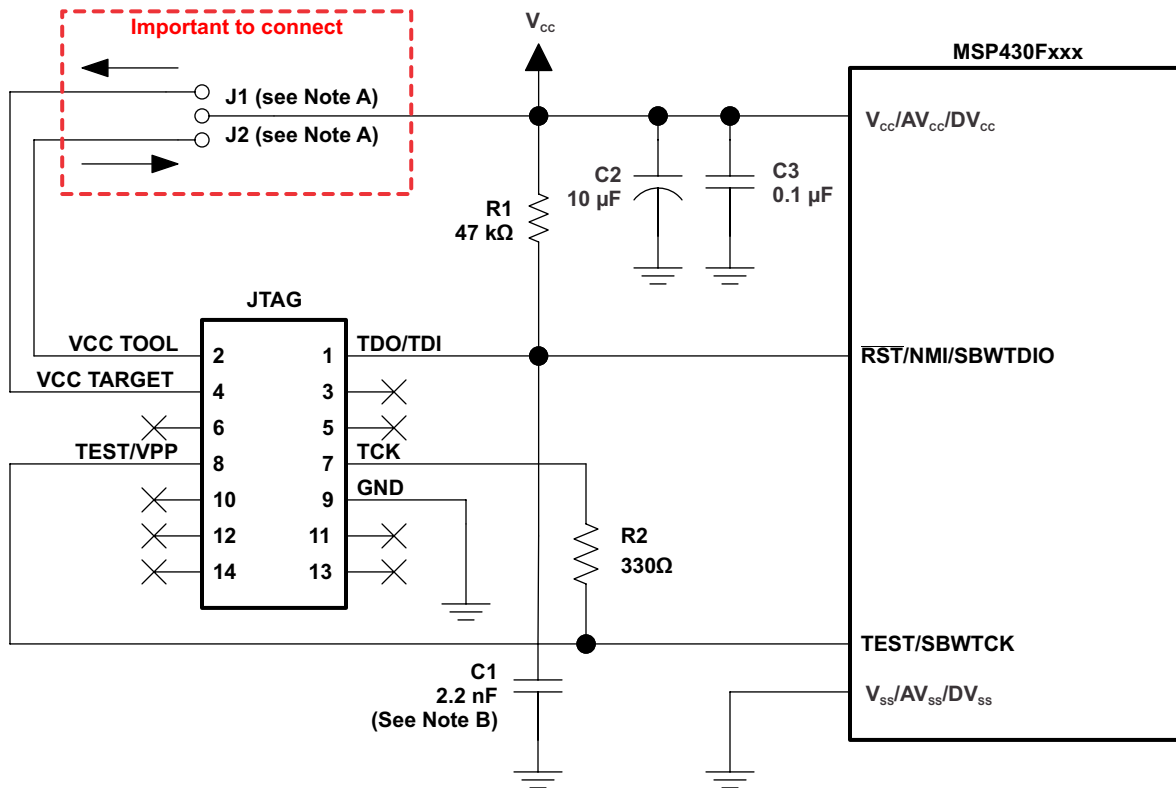 Important to connect
Vcc
MSP430Fxxx
J1 (see Note A)
J2 (see Note A)
Vcc/AVcc/DVcc
C2
10 µF
C3
0.1 µF
R1
47 kΩ
JTAG
VCC TOOL 2 1 TDO/TDI
RST/NMI/SBWTDIO
VCC TARGET 4 3
6 5
TEST/VPP 8 7 TCK
10 9 GND
12 11
14 13
R2
330Ω
TEST/SBWTCK
C1
2.2 nF
(See Note B)
Vss/AVss/DVss